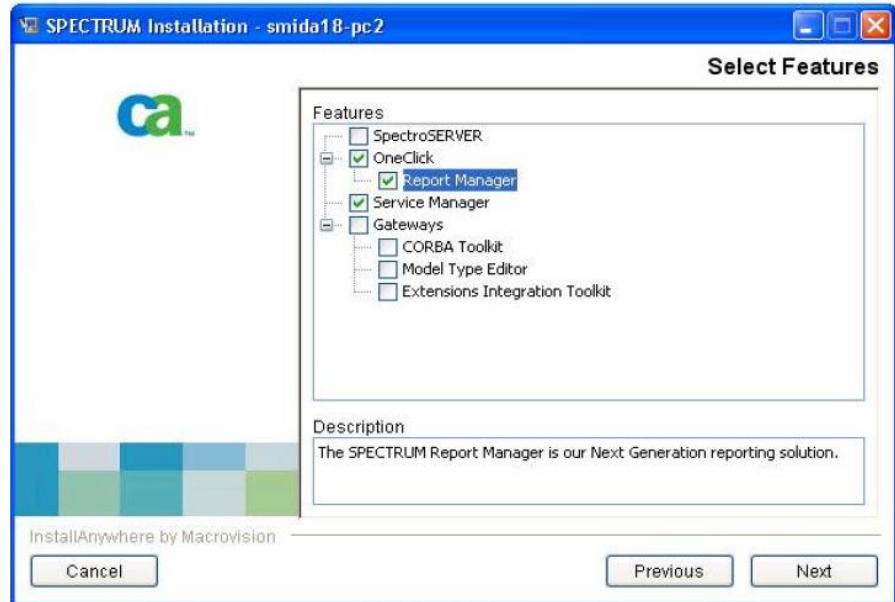 SPECTRUM Installation - smida18-pc2
Select Features
ca
Features
SpectroSERVER
OneClick
Report Manager
Service Manager
Gateways
CORBA Toolkit
Model Type Editor
Extensions Integration Toolkit
Description
The SPECTRUM Report Manager is our Next Generation reporting solution.
InstallAnywhere by Macrovision
Cancel
Previous
Next